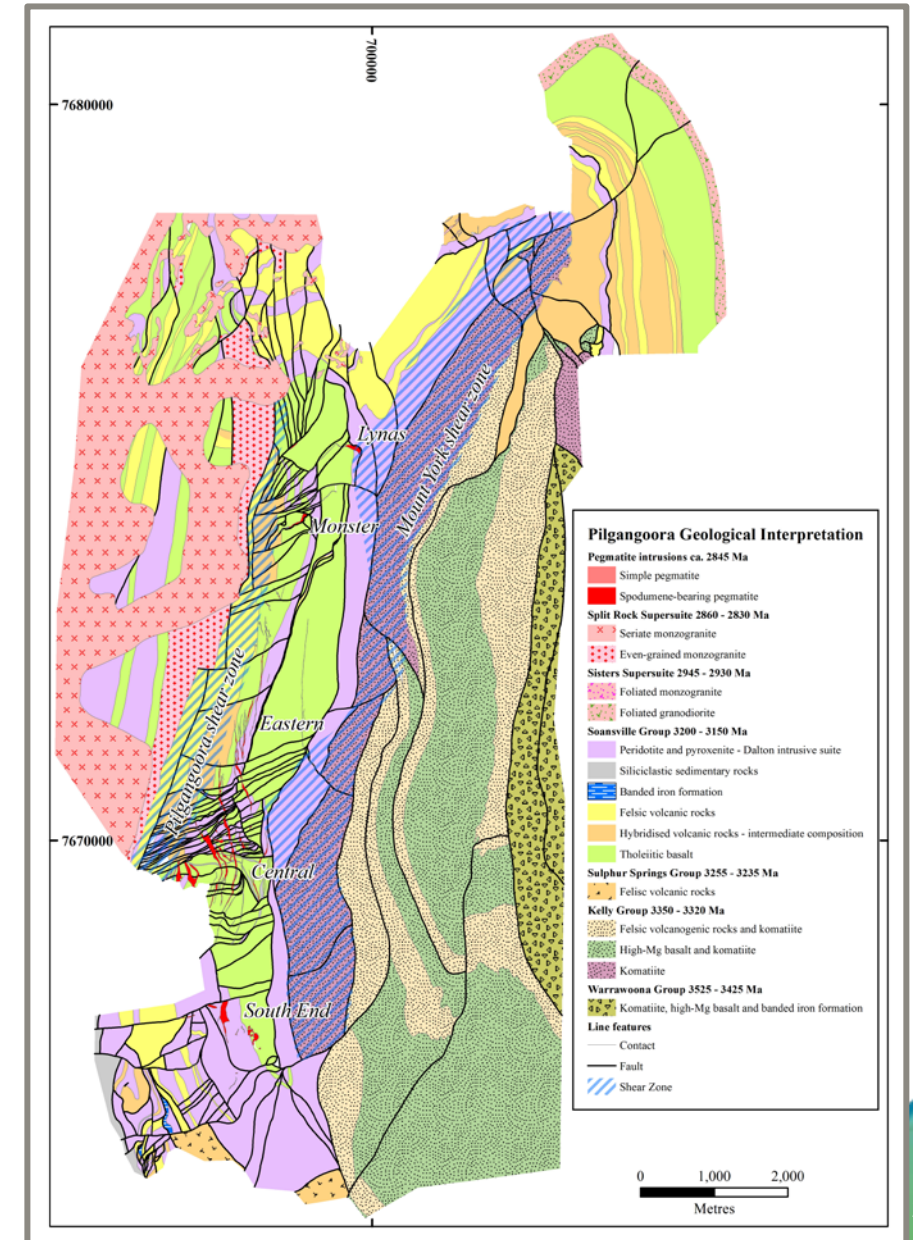 700000
7680000
Lynas
Mount York shear zone
Monster
Pilgangoora shear zone
Eastern
7670000
Central
South End
Pilgangoora Geological Interpretation
Pegmatite intrusions ca. 2845 Ma
Simple pegmatite
Spodumene-bearing pegmatite
Split Rock Supersuite 2860 - 2830 Ma
Seriate monzogranite
Even-grained monzogranite
Sisters Supersuite 2945 - 2930 Ma
Foliated monzogranite
Foliated granodiorite
Soansville Group 3200 - 3150 Ma
Peridotite and pyroxenite - Dalton intrusive suite
Siliciclastic sedimentary rocks
Banded iron formation
Felsic volcanic rocks
Hybridised volcanic rocks - intermediate composition
Tholeiitic basalt
Sulphur Springs Group 3255 - 3235 Ma
Felisc volcanic rocks
Kelly Group 3350 - 3320 Ma
Felsic volcanogenic rocks and komatiite
High-Mg basalt and komatiite
Komatiite
Warrawoona Group 3525 - 3425 Ma
Komatiite, high-Mg basalt and banded iron formation
Line features
Contact
Fault
Shear Zone
0 1,000 2,000
Metres